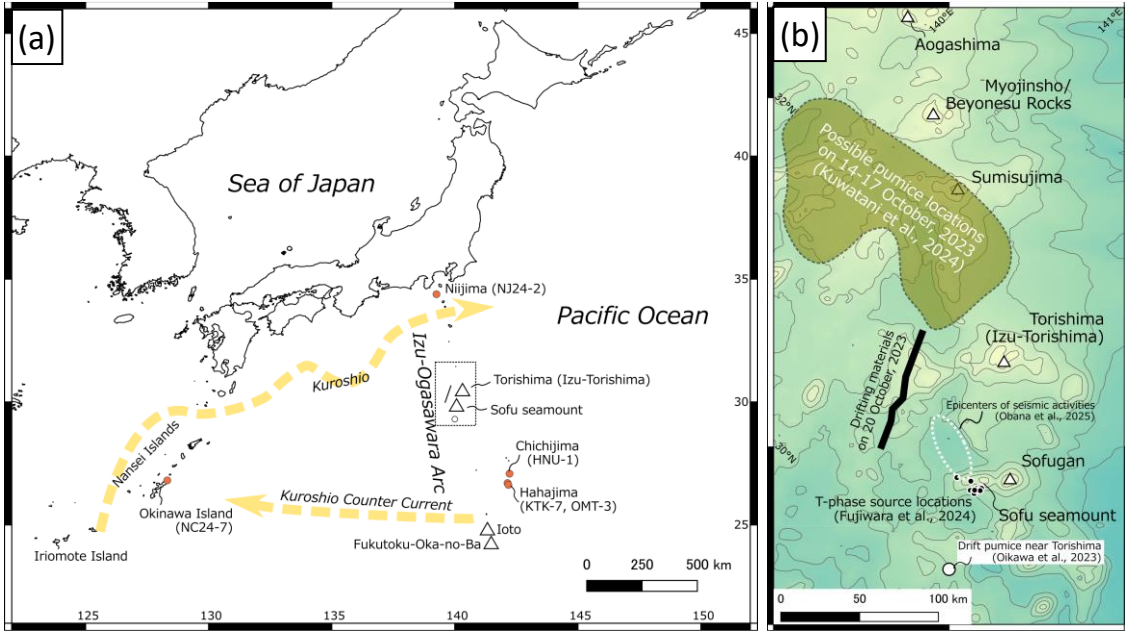 (a)
Sea of Japan
Niijima (NJ24-2)
Pacific Ocean
Kuroshio
Izu-Ogasawara Arc
Torishima (Izu-Torishima)
Sofu seamount
Nansei Islands
Chichijima
(HNU-1)
Hahajima
(KTK-7, OMT-3)
Okinawa Island
(NC24-7)
Kuroshio Counter Current
Ioto
Fukutoku-Oka-no-Ba
Iriomote Island
0
250
500 km
45
40
35
30
25
125
130
135
140
145
150
(b)
140°E
141°E
Aogashima
Myojinsho/
Beyonesu Rocks
32°N
Possible pumice locations
on 14-17 October, 2023
(Kuwatani et al., 2024)
Sumisujima
Torishima
(Izu-Torishima)
Drifting materials
on 20 October, 2023
Epicenters of seismic activities
(Obana et al., 2025)
30°N
Sofugan
T-phase source locations
(Fujiwara et al., 2024)
Sofu seamount
Drift pumice near Torishima
(Oikawa et al., 2023)
0
50
100 km